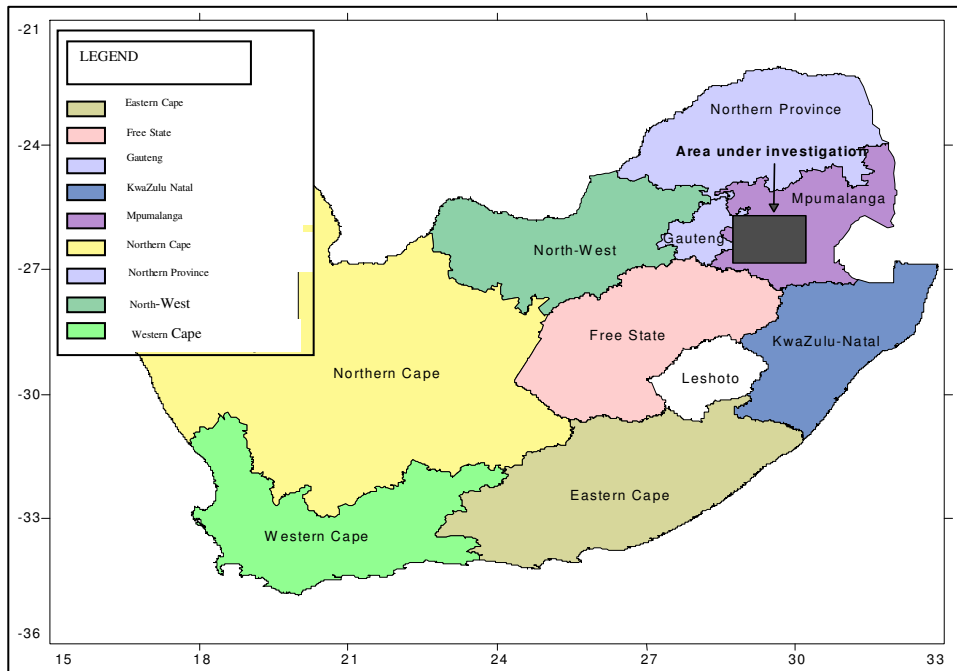 -21
LEGEND
Eastern Cape
Free State
Gauteng
KwaZulu Natal
Mpumalanga
Northern Cape
Northern Province
North-West
Western Cape
Northern Province
-24
Area under investigation
Mpumalanga
North-West
Gauteng
-27
Free State
KwaZulu-Natal
Northern Cape
Leshoto
-30
Eastern Cape
-33
Western Cape
-36
15 18 21 24 27 30 33